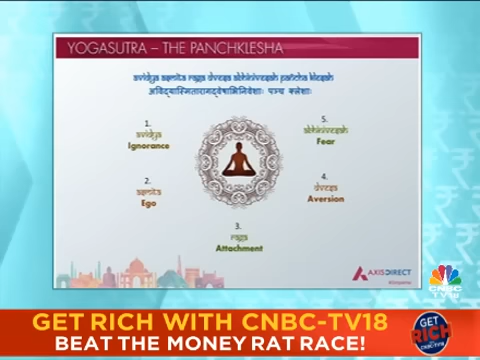 YOGASUTRA – THE PANCHKLESHA
avidya asmita raga dvesa abhinivesah pancha klesah
अविद्यास्मितारागद्वेषाभिनिवेशाः पञ्च क्लेशाः
1.
avidya
Ignorance
2.
asmita
Ego
3.
raga
Attachment
4.
dvesa
Aversion
5.
abhinivesah
Fear
AXISDIRECT
CNBC
TV18
GET RICH WITH CNBC-TV18
BEAT THE MONEY RAT RACE!
GET
RICH
CNBC-TV18